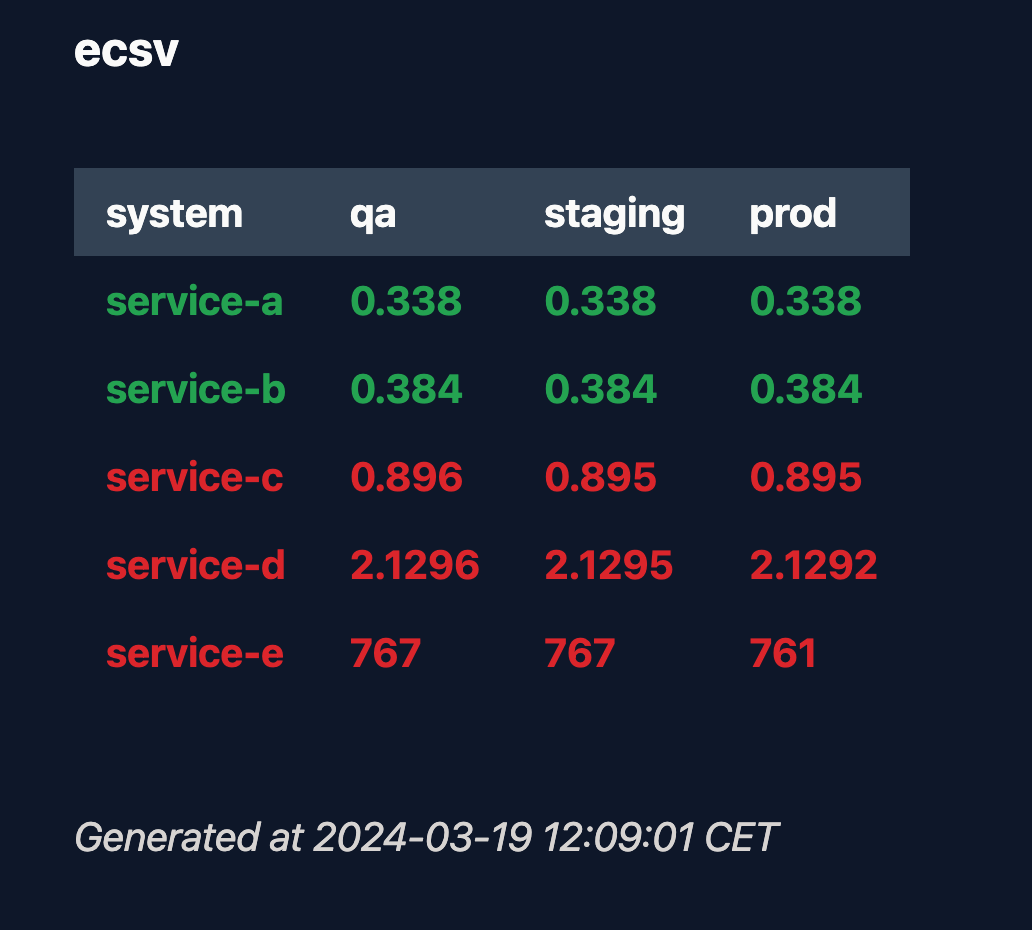 ecsv
system qa staging prod
service-a 0.338 0.338 0.338
service-b 0.384 0.384 0.384
service-c 0.896 0.895 0.895
service-d 2.1296 2.1295 2.1292
service-e 767 767 761
Generated at 2024-03-19 12:09:01 CET